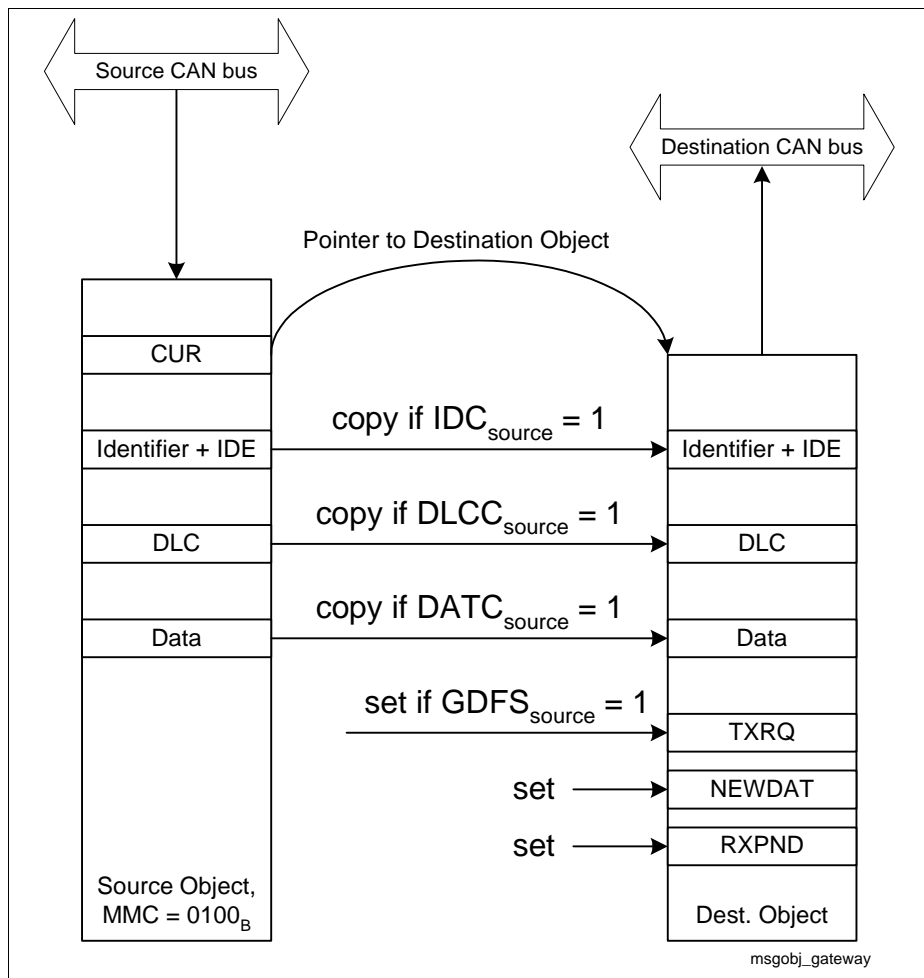 Source CAN bus
Destination CAN bus
Pointer to Destination Object
CUR
copy if IDC_source = 1
Identifier + IDE
Identifier + IDE
copy if DLCC_source = 1
DLC
DLC
copy if DATC_source = 1
Data
Data
set if GDFS_source = 1
TXRQ
set
NEWDAT
set
RXPND
Source Object,
MMC = 0100_B
Dest. Object
msgobj_gateway